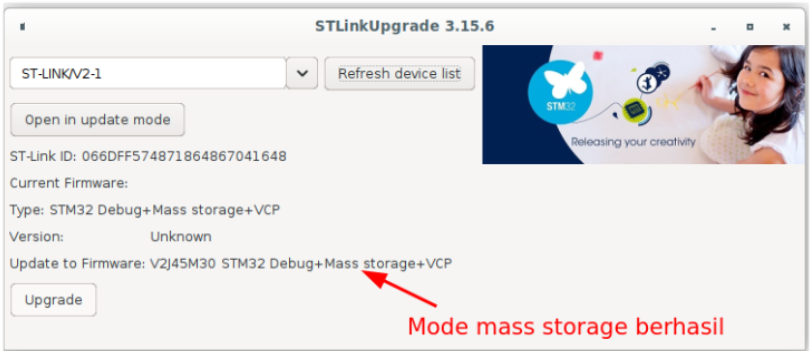 STLinkUpgrade 3.15.6
ST-LINK/V2-1
Refresh device list
Open in update mode
STM32
Releasing your creativity
ST-Link ID: 066DFF574871864867041648
Current Firmware:
Type: STM32 Debug+Mass storage+VCP
Version: Unknown
Update to Firmware: V2J45M30 STM32 Debug+Mass storage+VCP
Upgrade
Mode mass storage berhasil